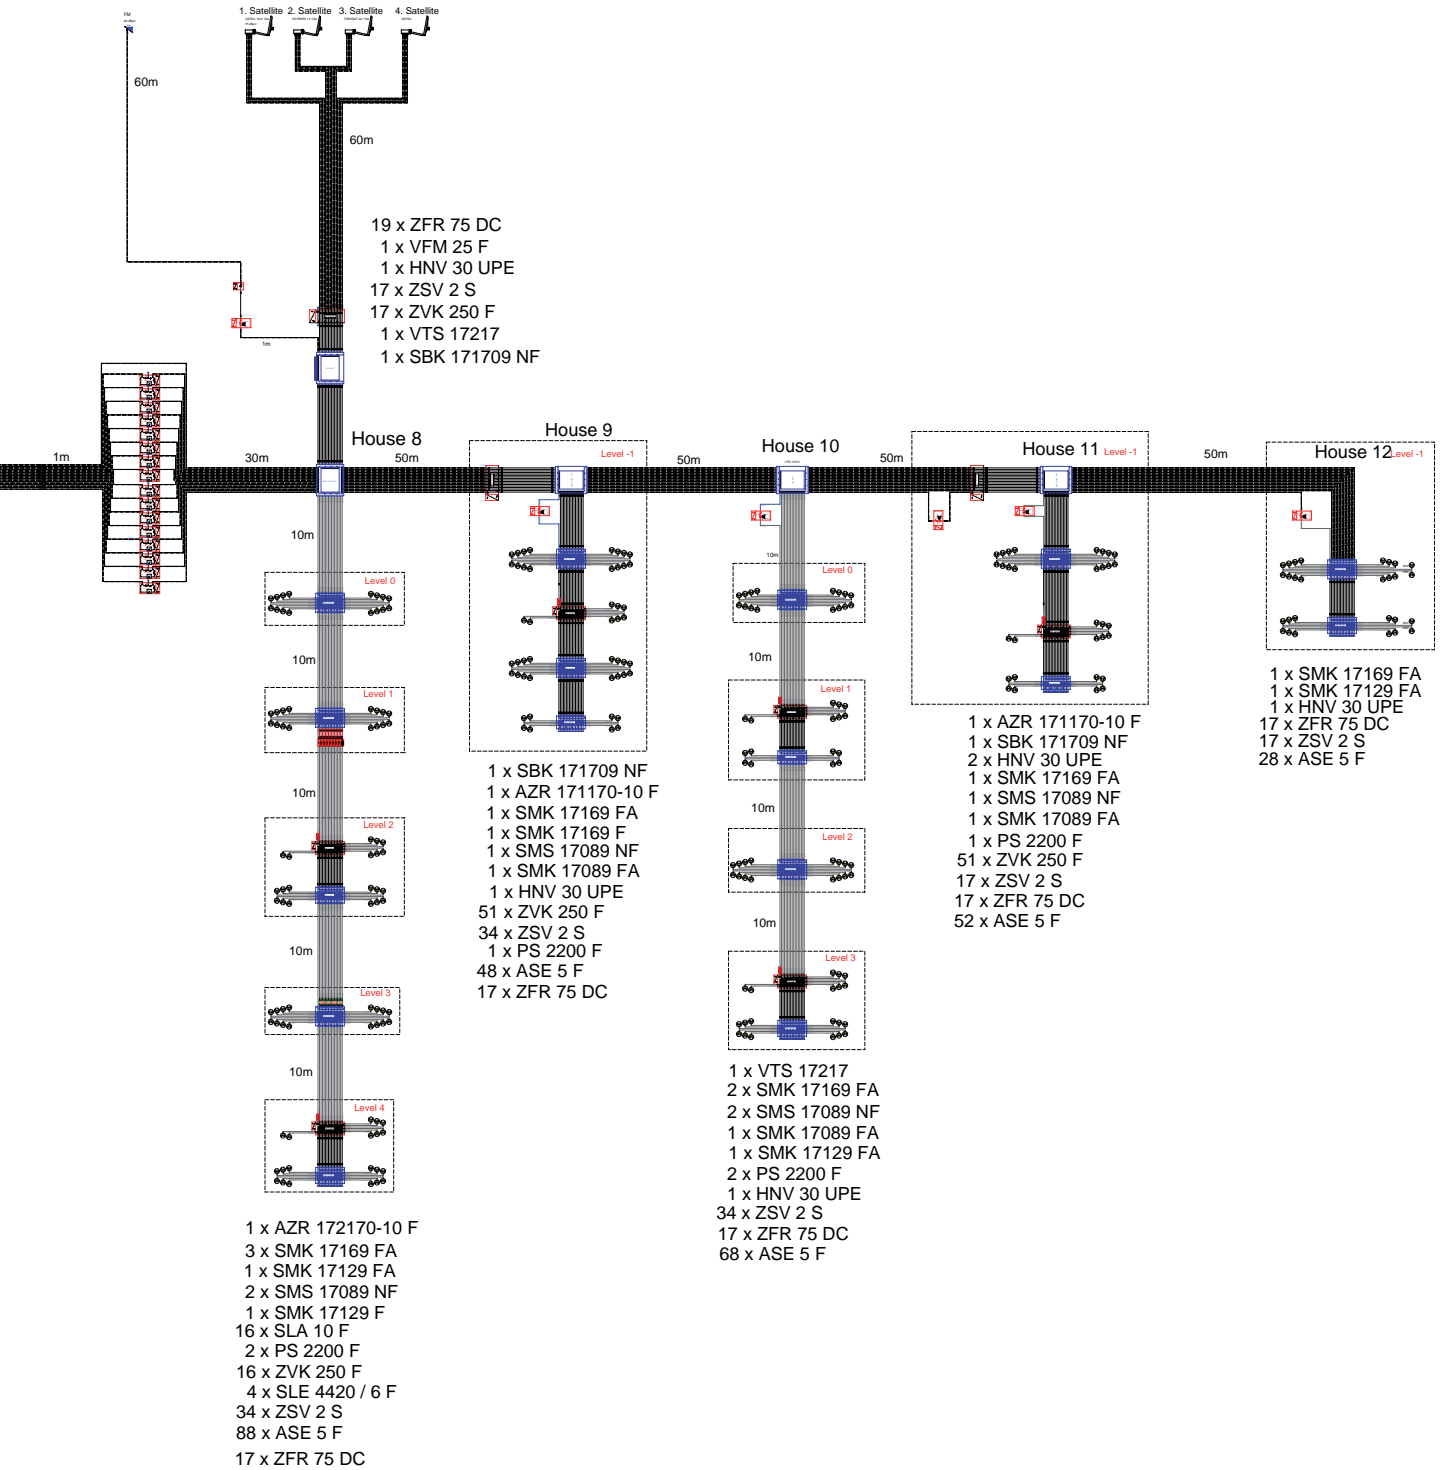 FM
1. Satellite 2. Satellite 3. Satellite 4. Satellite
60m
60m
19 x ZFR 75 DC
1 x VFM 25 F
1 x HNV 30 UPE
17 x ZSV 2 S
17 x ZVK 250 F
1 x VTS 17217
1 x SBK 171709 NF
1m
1m
30m
House 8
50m
House 9
Level -1
50m
House 10
50m
House 11 Level -1
50m
House 12 Level -1
10m
Level 0
10m
Level 1
10m
Level 2
10m
Level 3
10m
Level 4
1 x AZR 172170-10 F
3 x SMK 17169 FA
1 x SMK 17129 FA
2 x SMS 17089 NF
1 x SMK 17129 F
16 x SLA 10 F
2 x PS 2200 F
16 x ZVK 250 F
4 x SLE 4420 / 6 F
34 x ZSV 2 S
88 x ASE 5 F
17 x ZFR 75 DC
1 x SBK 171709 NF
1 x AZR 171170-10 F
1 x SMK 17169 FA
1 x SMK 17169 F
1 x SMS 17089 NF
1 x SMK 17089 FA
1 x HNV 30 UPE
51 x ZVK 250 F
34 x ZSV 2 S
1 x PS 2200 F
48 x ASE 5 F
17 x ZFR 75 DC
10m
Level 0
10m
Level 1
10m
Level 2
10m
Level 3
1 x VTS 17217
2 x SMK 17169 FA
2 x SMS 17089 NF
1 x SMK 17089 FA
1 x SMK 17129 FA
2 x PS 2200 F
1 x HNV 30 UPE
34 x ZSV 2 S
17 x ZFR 75 DC
68 x ASE 5 F
1 x AZR 171170-10 F
1 x SBK 171709 NF
2 x HNV 30 UPE
1 x SMK 17169 FA
1 x SMS 17089 NF
1 x SMK 17089 FA
1 x PS 2200 F
51 x ZVK 250 F
17 x ZSV 2 S
17 x ZFR 75 DC
52 x ASE 5 F
1 x SMK 17169 FA
1 x SMK 17129 FA
1 x HNV 30 UPE
17 x ZFR 75 DC
17 x ZSV 2 S
28 x ASE 5 F